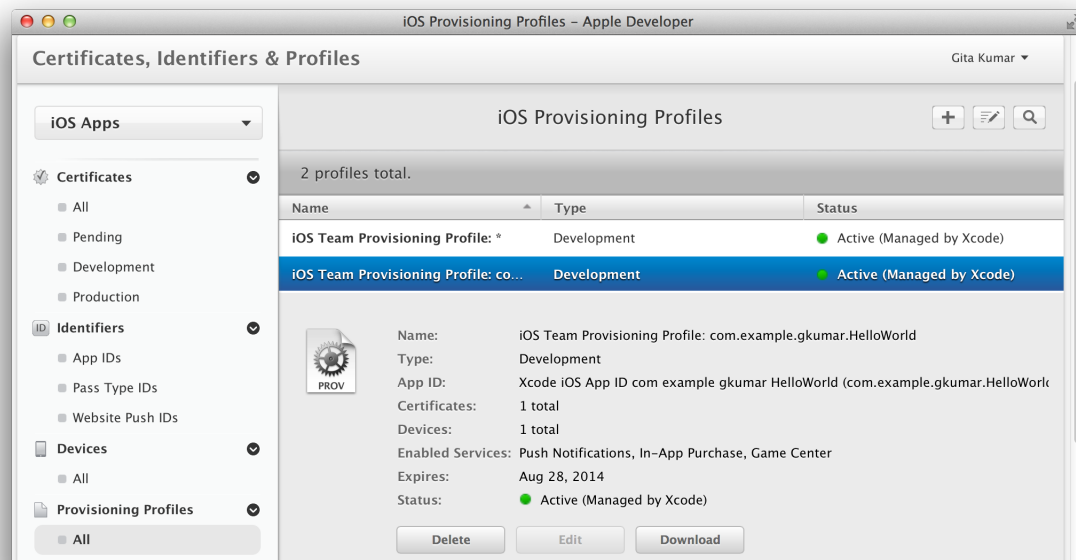 iOS Provisioning Profiles – Apple Developer
Certificates, Identifiers & Profiles
Gita Kumar
iOS Apps
iOS Provisioning Profiles
2 profiles total.
Certificates
All
Pending
Development
Production
ID Identifiers
App IDs
Pass Type IDs
Website Push IDs
Devices
All
Provisioning Profiles
All
Name Type Status
iOS Team Provisioning Profile: * Development Active (Managed by Xcode)
iOS Team Provisioning Profile: co... Development Active (Managed by Xcode)
PROV
Name: iOS Team Provisioning Profile: com.example.gkumar.HelloWorld
Type: Development
App ID: Xcode iOS App ID com example gkumar HelloWorld (com.example.gkumar.HelloWorld
Certificates: 1 total
Devices: 1 total
Enabled Services: Push Notifications, In-App Purchase, Game Center
Expires: Aug 28, 2014
Status: Active (Managed by Xcode)
Delete Edit Download